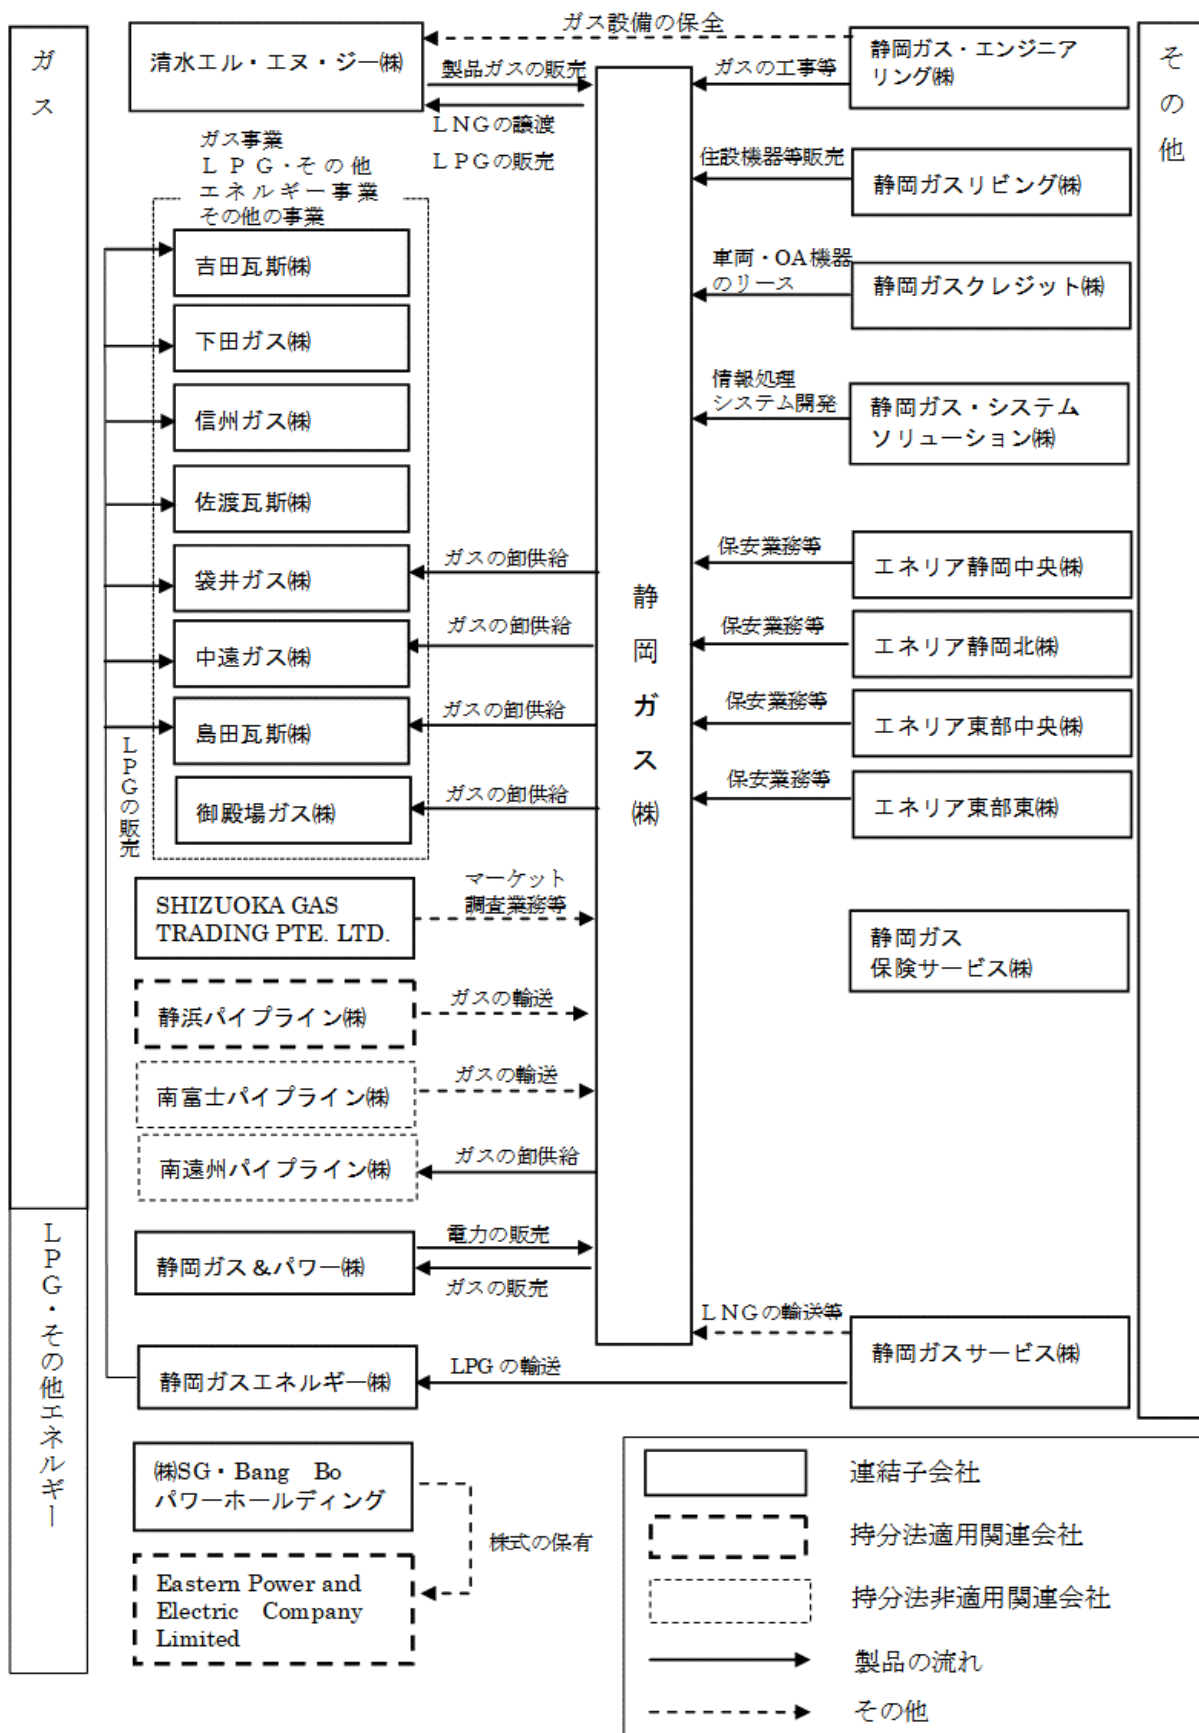 ガス
清水エル・エヌ・ジー㈱
ガス設備の保全
静岡ガス・エンジニア
リング㈱
その他
製品ガスの販売
ガスの工事等
LNGの譲渡
LPGの販売
ガス事業
LPG・その他
エネルギー事業
その他の事業
住設機器等販売
静岡ガスリビング㈱
吉田瓦斯㈱
車両・OA機器
のリース
静岡ガスクレジット㈱
下田ガス㈱
情報処理
システム開発
静岡ガス・システム
ソリューション㈱
信州ガス㈱
佐渡瓦斯㈱
袋井ガス㈱
ガスの卸供給
静岡ガス㈱
保安業務等
エネリア静岡中央㈱
中遠ガス㈱
ガスの卸供給
保安業務等
エネリア静岡北㈱
島田瓦斯㈱
ガスの卸供給
保安業務等
エネリア東部中央㈱
LPGの販売
御殿場ガス㈱
ガスの卸供給
保安業務等
エネリア東部東㈱
SHIZUOKA GAS
TRADING PTE. LTD.
マーケット
調査業務等
静岡ガス
保険サービス㈱
静浜パイプライン㈱
ガスの輸送
南富士パイプライン㈱
ガスの輸送
南遠州パイプライン㈱
ガスの卸供給
LPG・その他エネルギー
静岡ガス&パワー㈱
電力の販売
ガスの販売
LNGの輸送等
静岡ガスサービス㈱
静岡ガスエネルギー㈱
LPGの輸送
㈱SG・Bang Bo
パワーホールディング
株式の保有
Eastern Power and
Electric Company
Limited
連結子会社
持分法適用関連会社
持分法非適用関連会社
製品の流れ
その他